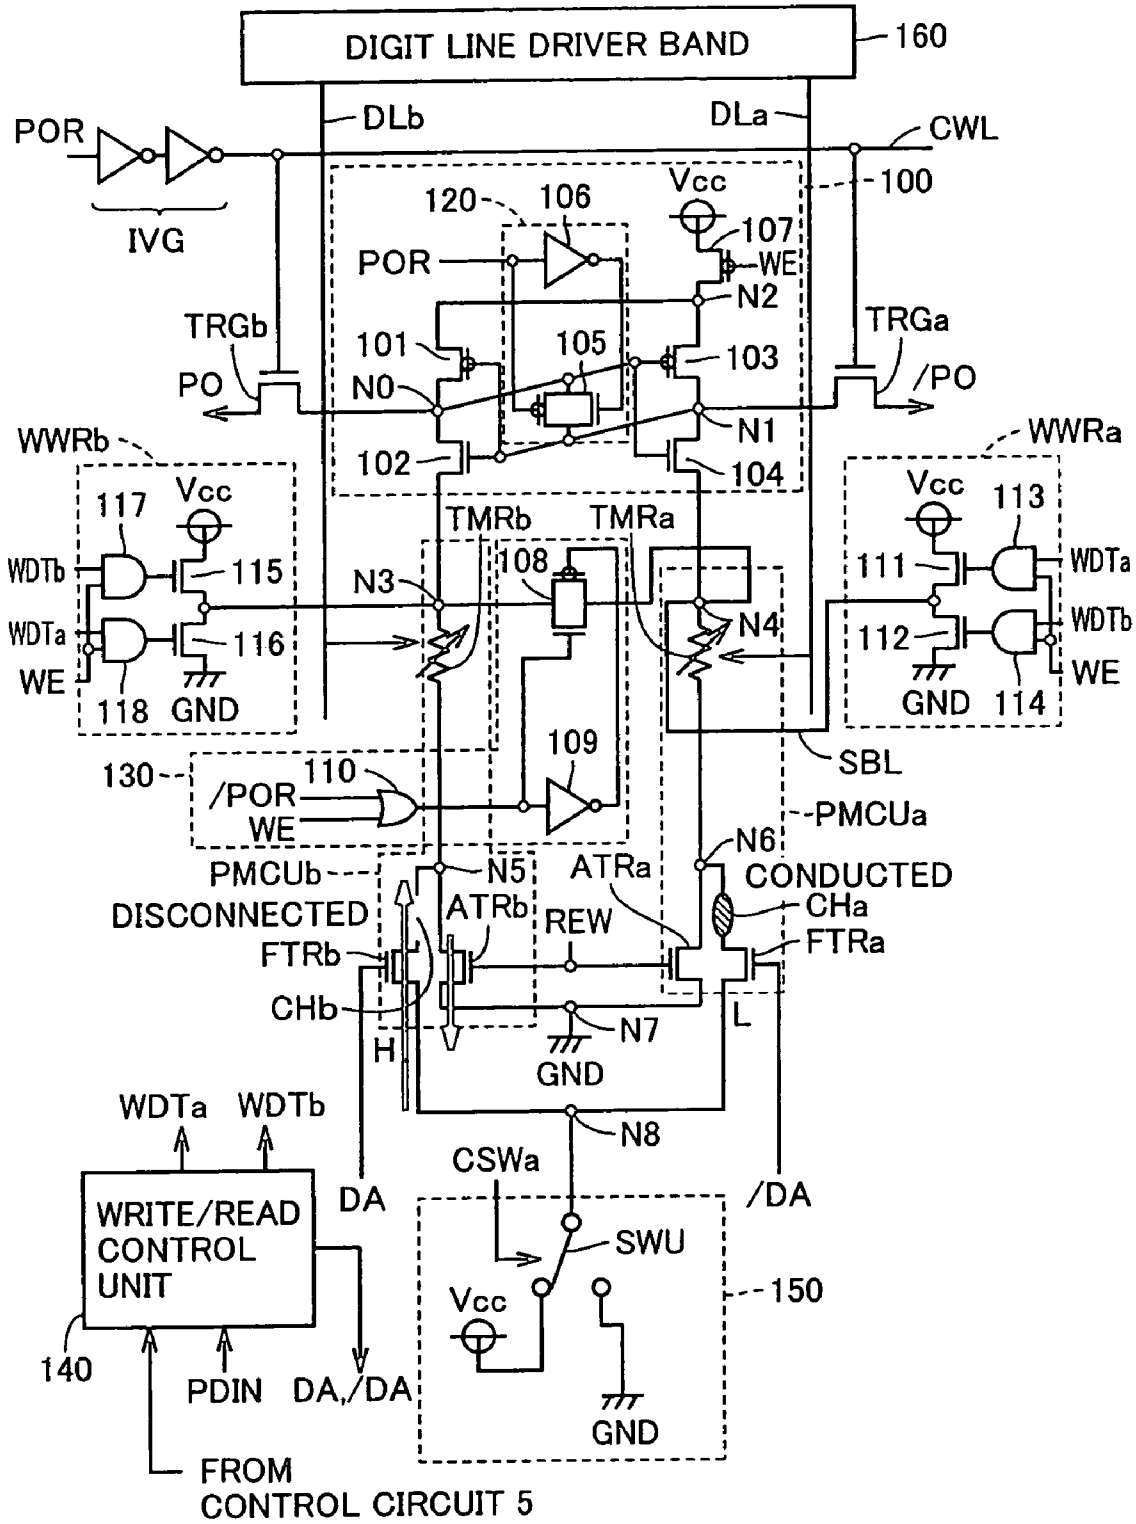 DIGIT LINE DRIVER BAND
160
DLb
DLa
POR
CWL
IVG
Vcc
100
120
106
107
POR
WE
N2
TRGb
TRGa
101
105
103
PO
N0
/PO
N1
WWRb
WWRa
102
104
Vcc
Vcc
117
TMRb
TMRa
113
WDTb
115
108
111
WDTa
N3
WDTa
116
N4
112
WDTb
WE
WE
118
GND
GND
114
109
SBL
130
110
/POR
WE
PMCUa
N6
PMCUb
N5
ATRa
CONDUCTED
DISCONNECTED
ATRb
REW
CHa
FTRb
FTRa
CHb
N7
L
H
GND
WDTa
WDTb
N8
CSWa
DA
/DA
WRITE/READ
CONTROL
UNIT
SWU
Vcc
150
140
PDIN
DA,/DA
GND
FROM
CONTROL CIRCUIT 5